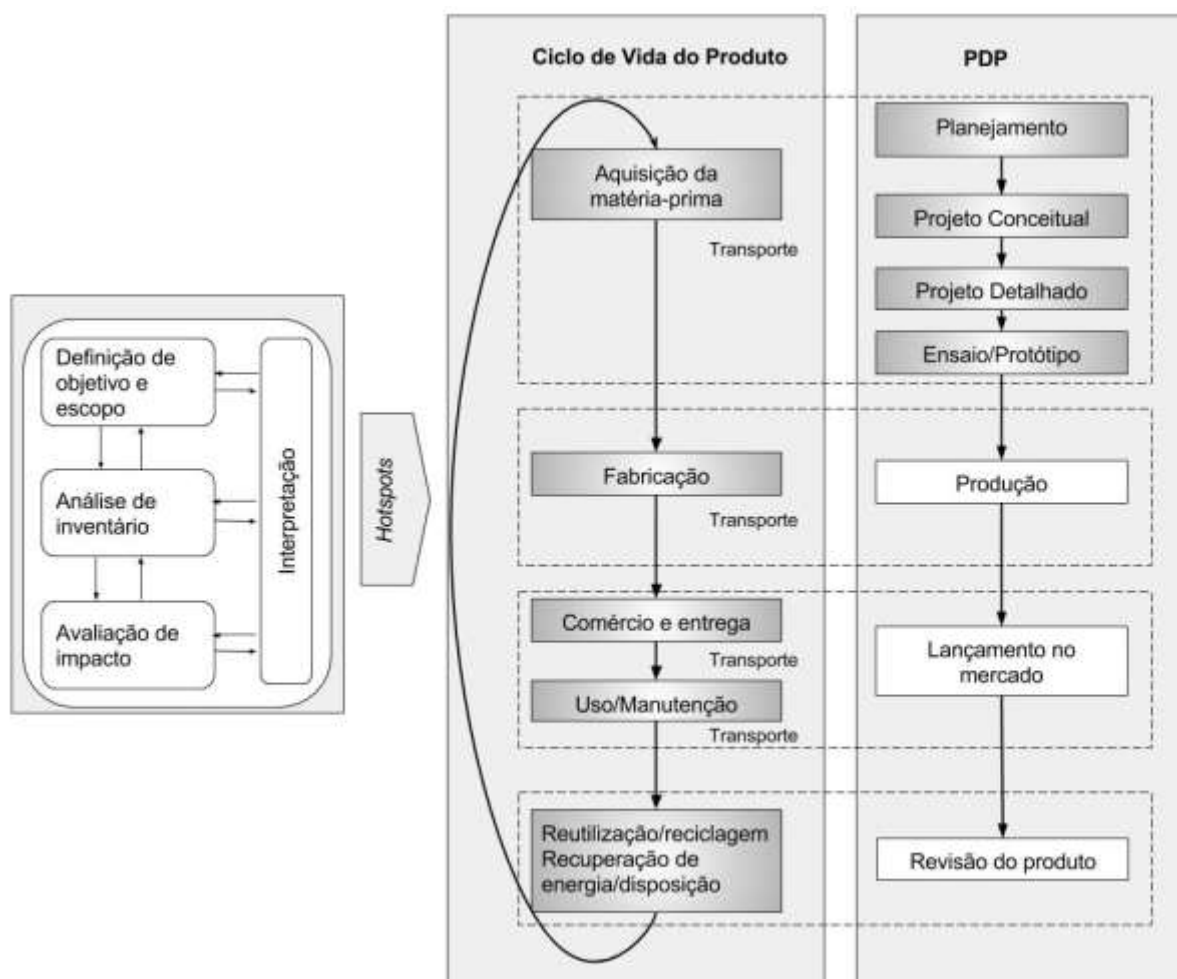 Definição de
objetivo e
escopo
Análise de
inventário
Avaliação de
impacto
Interpretação
Hotspots
Ciclo de Vida do Produto
Aquisição da
matéria-prima
Transporte
Fabricação
Transporte
Comércio e entrega
Transporte
Uso/Manutenção
Transporte
Reutilização/reciclagem
Recuperação de
energia/disposição
PDP
Planejamento
Projeto Conceitual
Projeto Detalhado
Ensaio/Protótipo
Produção
Lançamento no
mercado
Revisão do produto